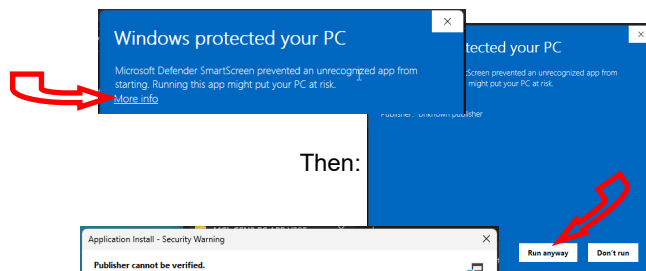 Windows protected your PC
Microsoft Defender SmartScreen prevented an unrecognized app from
starting. Running this app might put your PC at risk.
More info
tected your PC
Screen prevented an unrecognized app from
might put your PC at risk.
Publisher: Unknown publisher
Then:
Run anyway
Don't run
Application Install - Security Warning
Publisher cannot be verified.